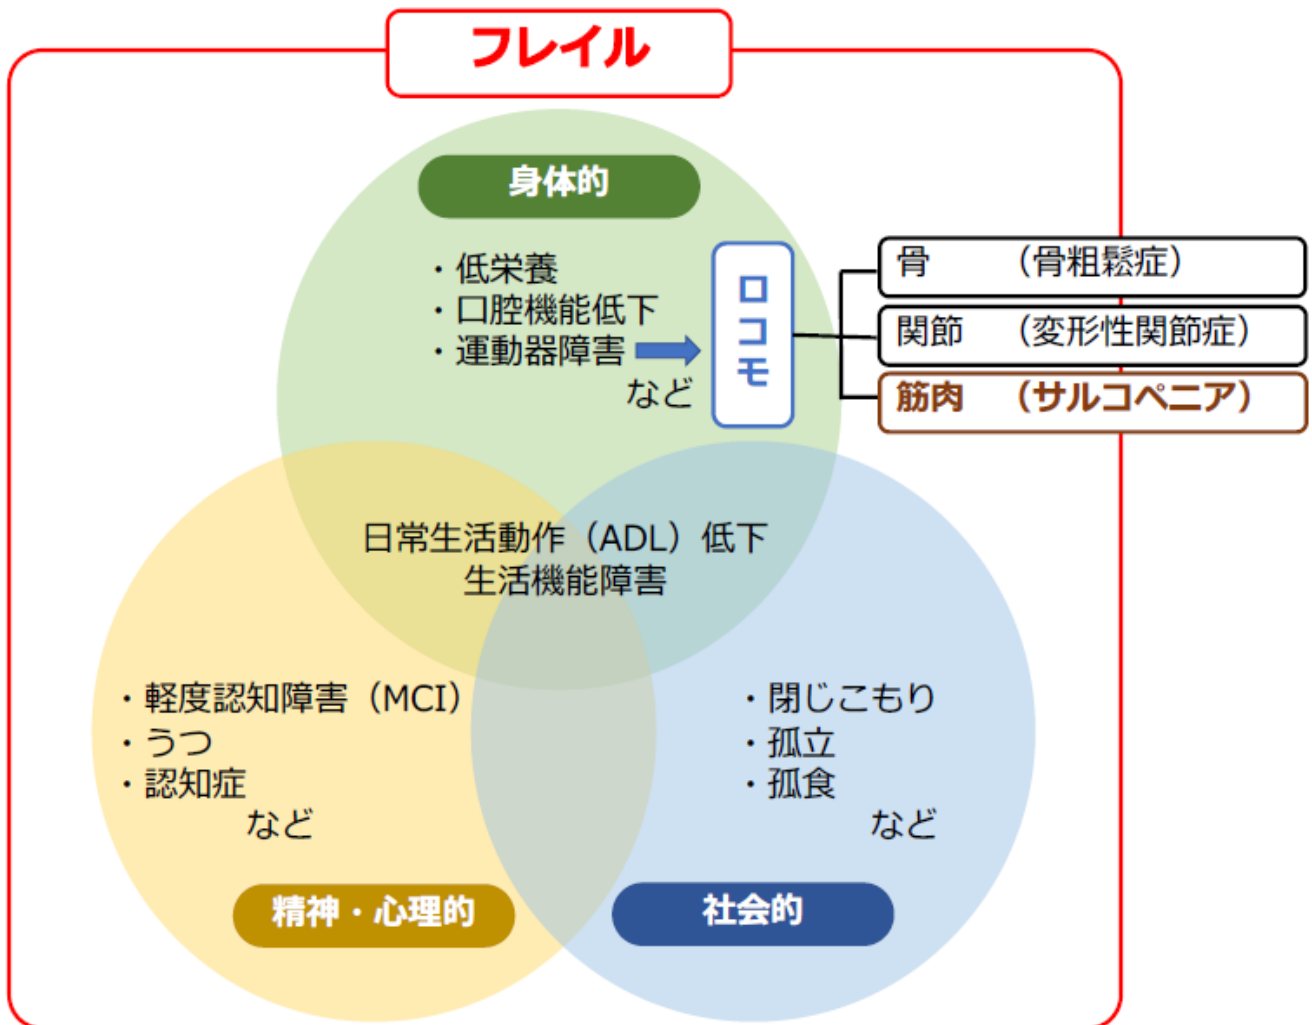 フレイル
身体的
・低栄養
・口腔機能低下
・運動器障害
など
ロコモ
骨　　（骨粗鬆症）
関節　（変形性関節症）
筋肉　（サルコペニア）
日常生活動作（ADL）低下
生活機能障害
・軽度認知障害（MCI）
・うつ
・認知症
など
精神・心理的
・閉じこもり
・孤立
・孤食
など
社会的